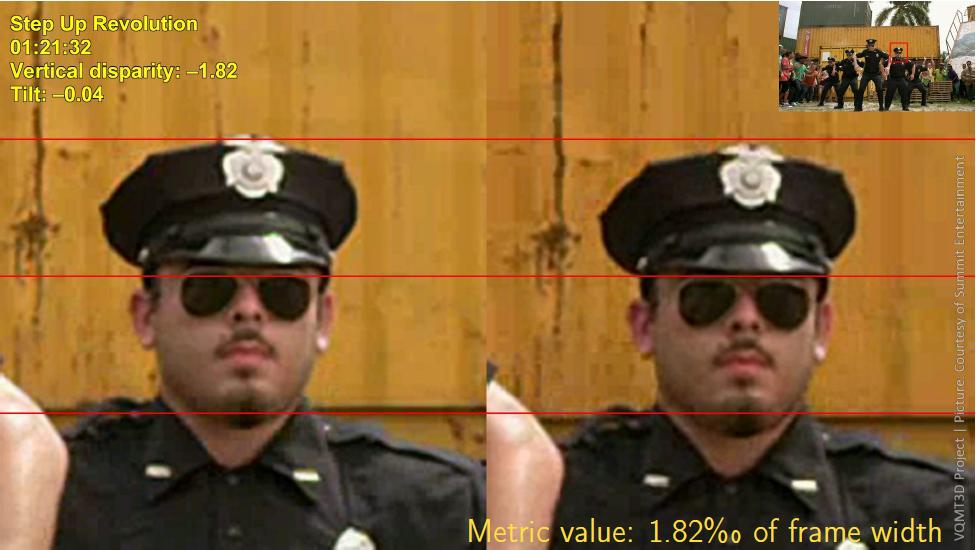 Step Up Revolution
01:21:32
Vertical disparity: –1.82
Tilt: –0.04
VQMT3D Project | Picture Courtesy of Summit Entertainment
Metric value: 1.82‰ of frame width